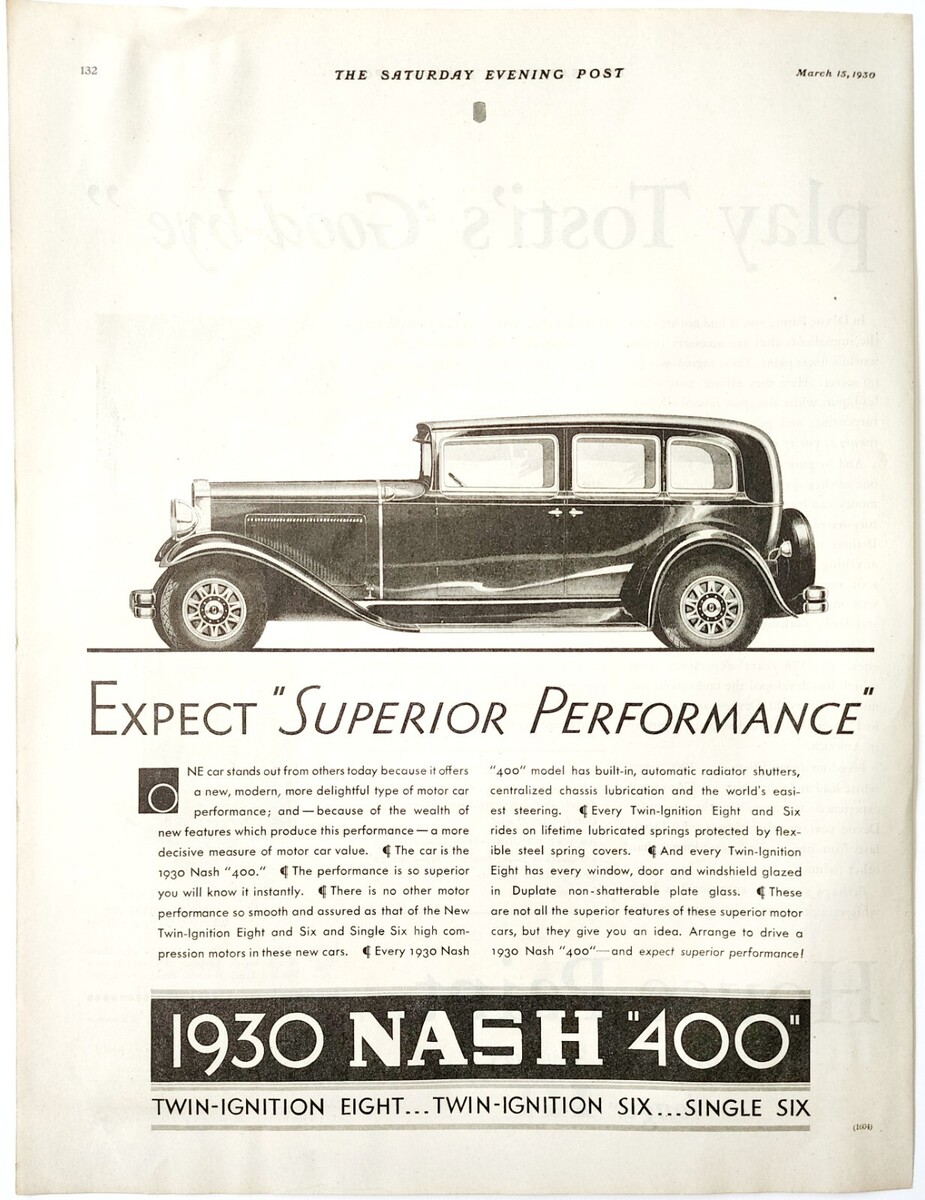 132
THE SATURDAY EVENING POST
March 15, 1930
play Tosti's "Good-bye"
EXPECT "SUPERIOR PERFORMANCE"
ONE car stands out from others today because it offers
a new, modern, more delightful type of motor car
performance; and—because of the wealth of
new features which produce this performance—a more
decisive measure of motor car value. ¶ The car is the
1930 Nash "400." ¶ The performance is so superior
you will know it instantly. ¶ There is no other motor
performance so smooth and assured as that of the New
Twin-Ignition Eight and Six and Single Six high com-
pression motors in these new cars. ¶ Every 1930 Nash
"400" model has built-in, automatic radiator shutters,
centralized chassis lubrication and the world's easi-
est steering. ¶ Every Twin-Ignition Eight and Six
rides on lifetime lubricated springs protected by flex-
ible steel spring covers. ¶ And every Twin-Ignition
Eight has every window, door and windshield glazed
in Duplate non-shatterable plate glass. ¶ These
are not all the superior features of these superior motor
cars, but they give you an idea. Arrange to drive a
1930 Nash "400"—and expect superior performance!
1930 NASH "400"
TWIN-IGNITION EIGHT...TWIN-IGNITION SIX...SINGLE SIX
(1604)